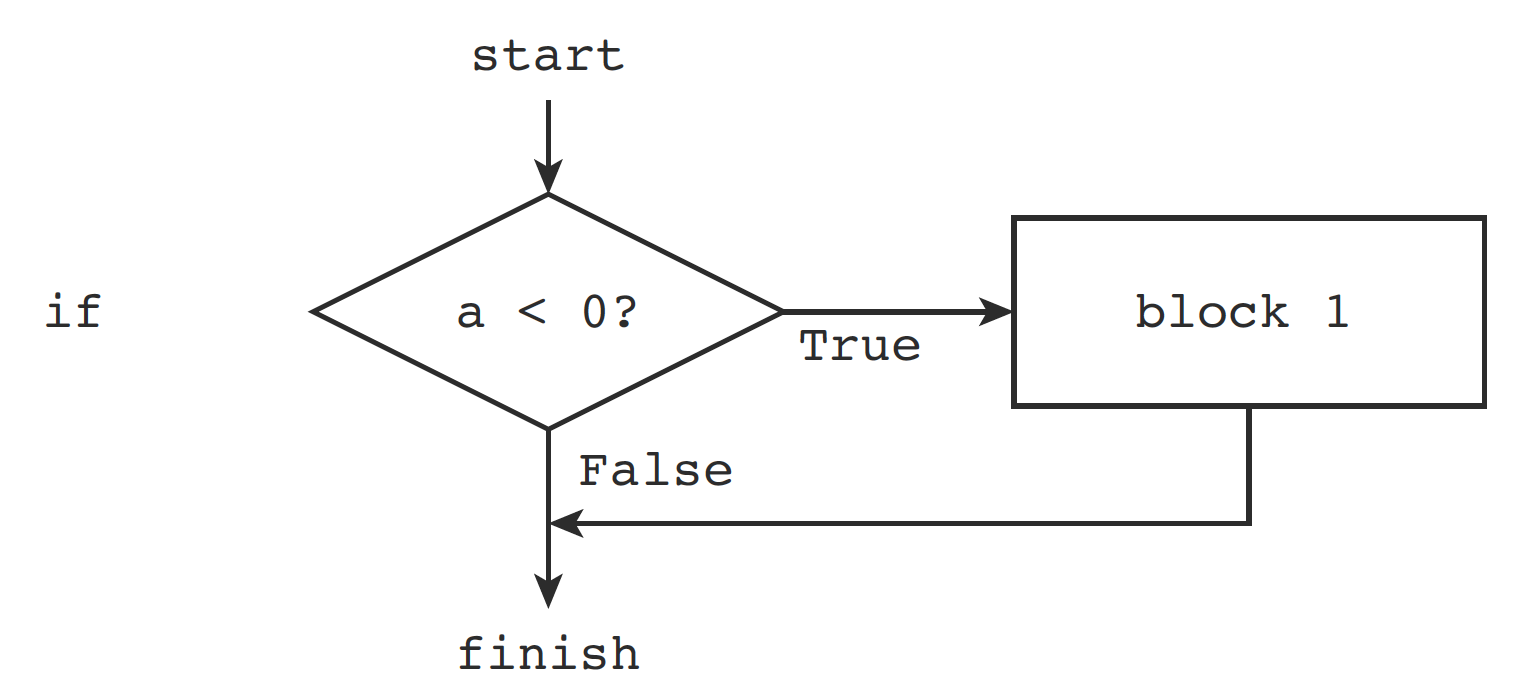 start
if
a < 0?
True
block 1
False
finish